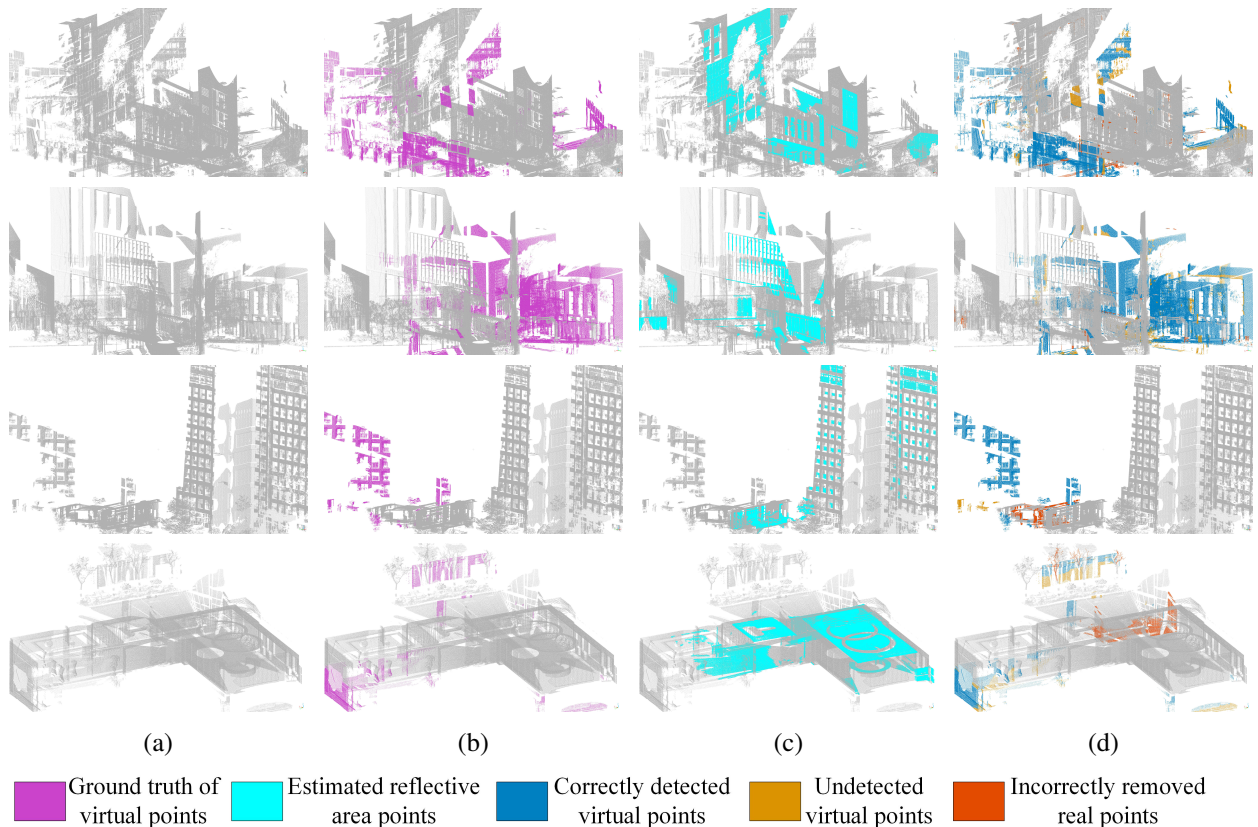 (a) (b) (c) (d)
Ground truth of virtual points
Estimated reflective area points
Correctly detected virtual points
Undetected virtual points
Incorrectly removed real points